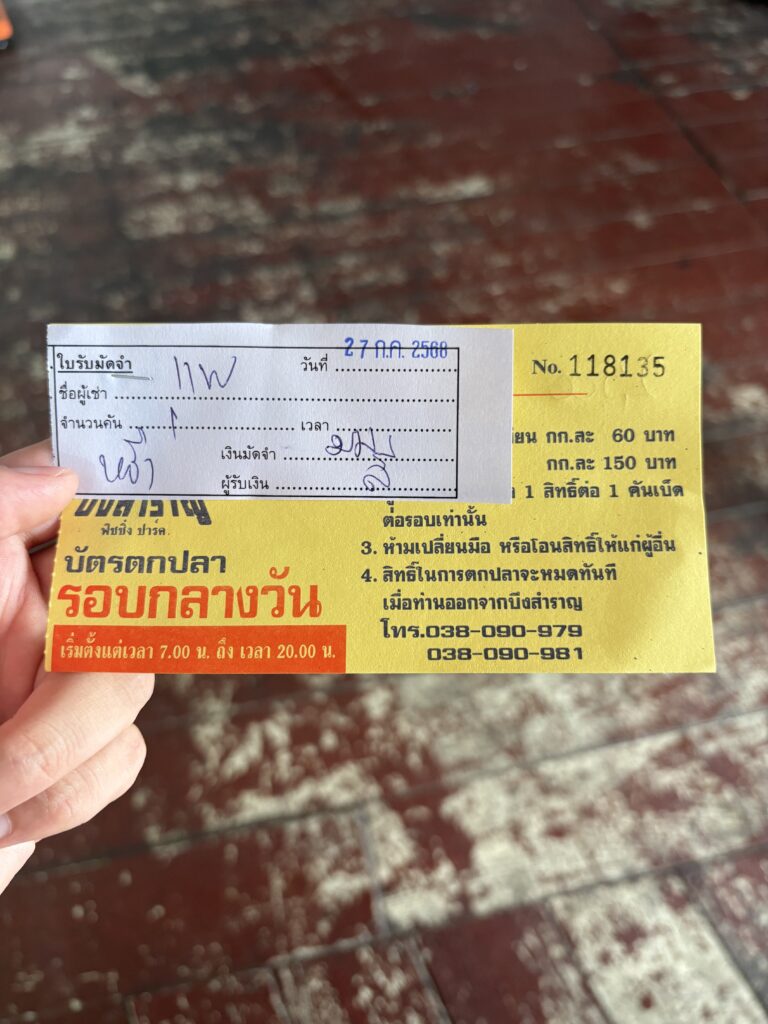 ใบรับมัดจำ
วันที่ 27 ก.ค. 2568
ชื่อผู้เช่า แพ
จำนวนคัน 1 เวลา
เงินมัดจำ
ผู้รับเงิน
No. 118135
กก.ละ 60 บาท
กก.ละ 150 บาท
1 สิทธิ์ต่อ 1 คันเบ็ด
ต่อรอบเท่านั้น
3. ห้ามเปลี่ยนมือ หรือโอนสิทธิ์ให้แก่ผู้อื่น
4. สิทธิ์ในการตกปลาจะหมดทันที
เมื่อท่านออกจากบึงสำราญ
โทร.038-090-979
038-090-981
บึงสำราญ
ฟิชชิ่ง ปาร์ค
บัตรตกปลา
รอบกลางวัน
เริ่มตั้งแต่เวลา 7.00 น. ถึง เวลา 20.00 น.